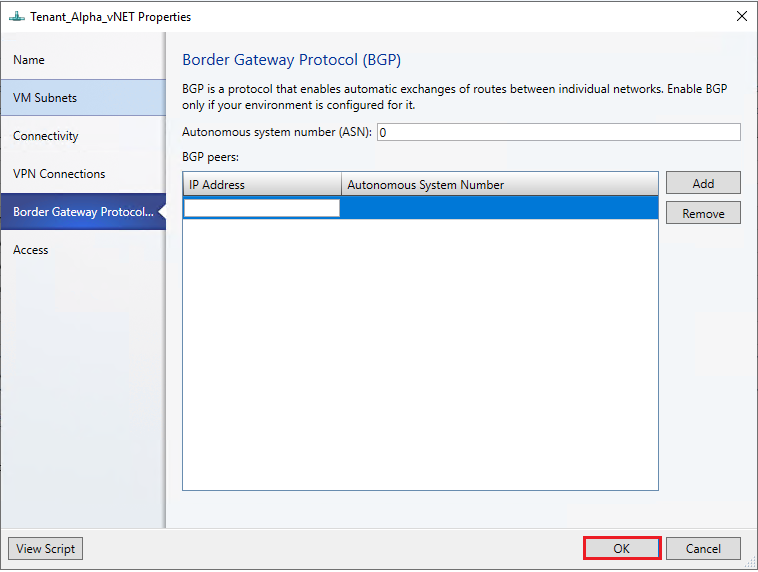 Tenant_Alpha_vNET Properties
Name
VM Subnets
Connectivity
VPN Connections
Border Gateway Protocol...
Access
Border Gateway Protocol (BGP)
BGP is a protocol that enables automatic exchanges of routes between individual networks. Enable BGP
only if your environment is configured for it.
Autonomous system number (ASN): 0
BGP peers:
IP Address Autonomous System Number
Add
Remove
View Script
OK
Cancel